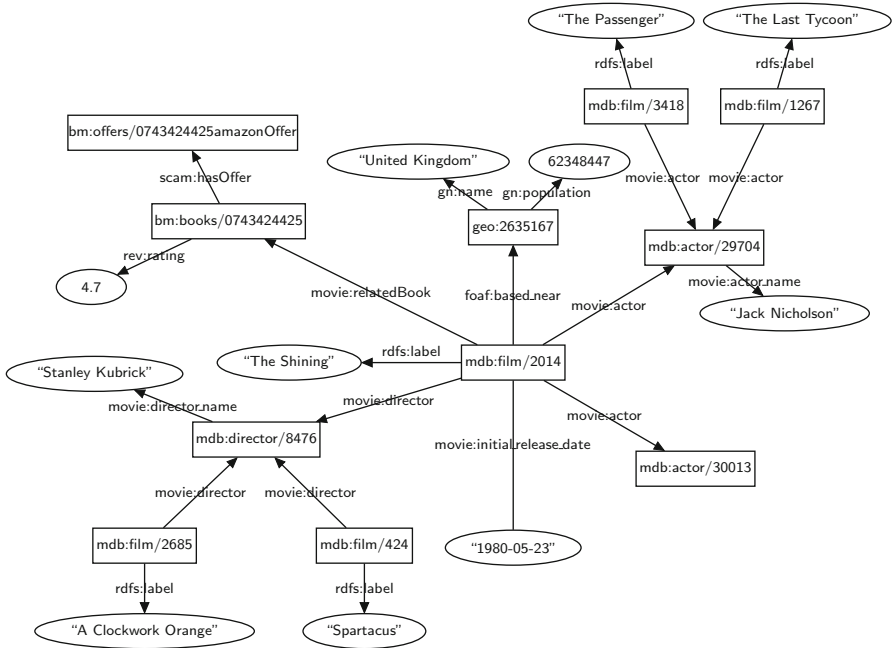 “The Passenger”
“The Last Tycoon”
rdfs:label
rdfs:label
mdb:film/3418
mdb:film/1267
bm:offers/0743424425amazonOffer
“United Kingdom”
62348447
scam:hasOffer
movie:actor
movie:actor
gn:name
gn:population
bm:books/0743424425
geo:2635167
mdb:actor/29704
rev:rating
movie:actor_name
4.7
movie:relatedBook
foaf:based_near
movie:actor
“Jack Nicholson”
“The Shining”
rdfs:label
mdb:film/2014
“Stanley Kubrick”
movie:director_name
movie:director
movie:actor
mdb:director/8476
movie:initial_release_date
mdb:actor/30013
movie:director
movie:director
mdb:film/2685
mdb:film/424
“1980-05-23”
rdfs:label
rdfs:label
“A Clockwork Orange”
“Spartacus”